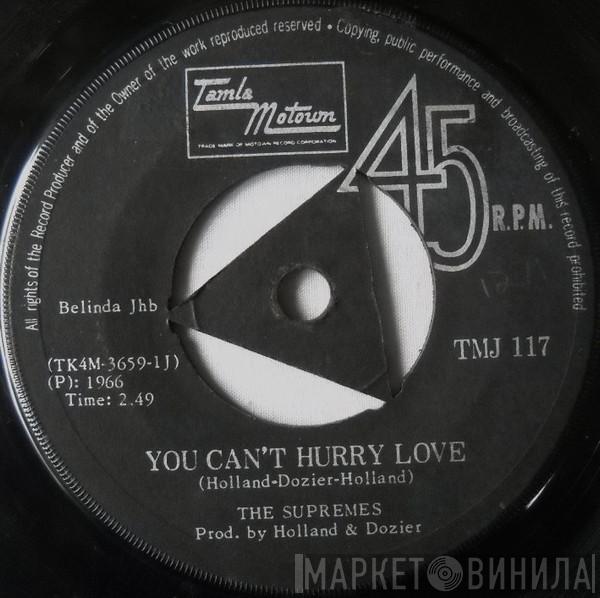 All rights of the Record Producer and of the Owner of the work reproduced reserved • Copying, public performance and broadcasting of this record prohibited
Tamla
Motown
TRADE MARK OF MOTOWN RECORD CORPORATION
45
R.P.M.
Belinda Jhb
TMJ 117
(TK4M-3659-1J)
(P): 1966
Time: 2.49
YOU CAN'T HURRY LOVE
(Holland-Dozier-Holland)
THE SUPREMES
Prod. by Holland & Dozier
МАРКЕТ ВИНИЛА